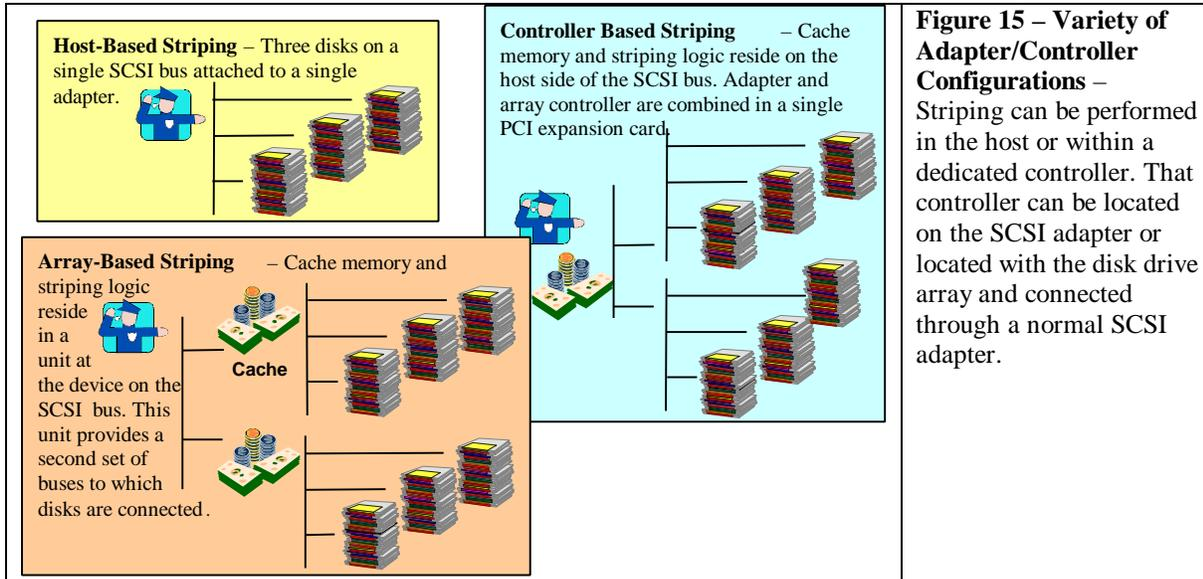 Host-Based Striping – Three disks on a
single SCSI bus attached to a single
adapter.
Controller Based Striping – Cache
memory and striping logic reside on the
host side of the SCSI bus. Adapter and
array controller are combined in a single
PCI expansion card.
Array-Based Striping – Cache memory and
striping logic
reside
in a
unit at
the device on the
SCSI bus. This
unit provides a
second set of
buses to which
disks are connected.
Cache
Figure 15 – Variety of
Adapter/Controller
Configurations –
Striping can be performed
in the host or within a
dedicated controller. That
controller can be located
on the SCSI adapter or
located with the disk drive
array and connected
through a normal SCSI
adapter.